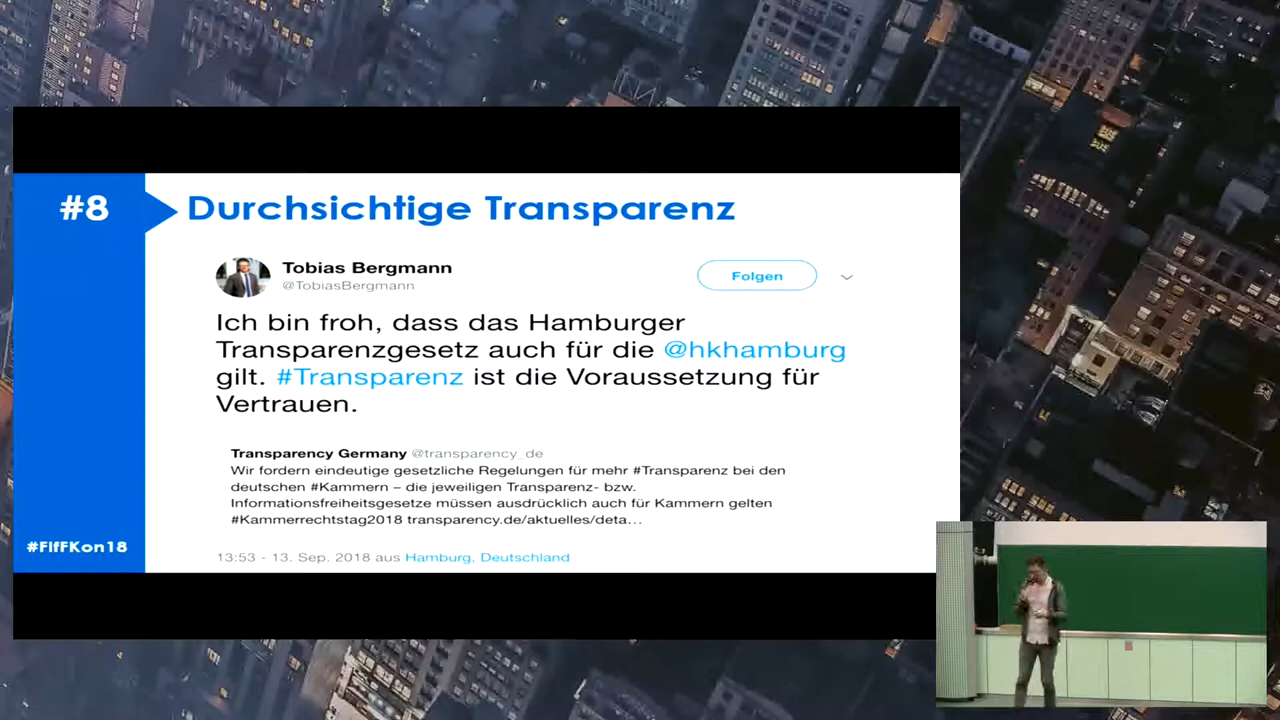 #8
Durchsichtige Transparenz
Tobias Bergmann
@TobiasBergmann
Folgen
Ich bin froh, dass das Hamburger
Transparenzgesetz auch für die @hkhamburg
gilt. #Transparenz ist die Voraussetzung für
Vertrauen.
Transparency Germany @transparency_de
Wir fordern eindeutige gesetzliche Regelungen für mehr #Transparenz bei den
deutschen #Kammern – die jeweiligen Transparenz- bzw.
Informationsfreiheitsgesetze müssen ausdrücklich auch für Kammern gelten
#Kammerrechtstag2018 transparency.de/aktuelles/deta…
13:53 - 13. Sep. 2018 aus Hamburg, Deutschland
#FIfFKon18